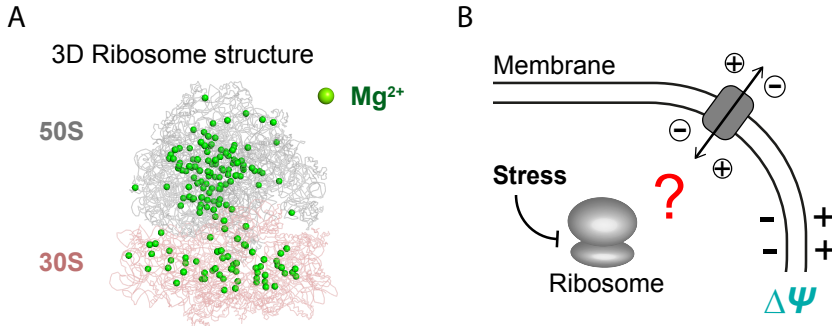 A
3D Ribosome structure
Mg²⁺
50S
30S
B
Membrane
+
-
-
+
Stress
?
Ribosome
- +
- +
ΔΨ